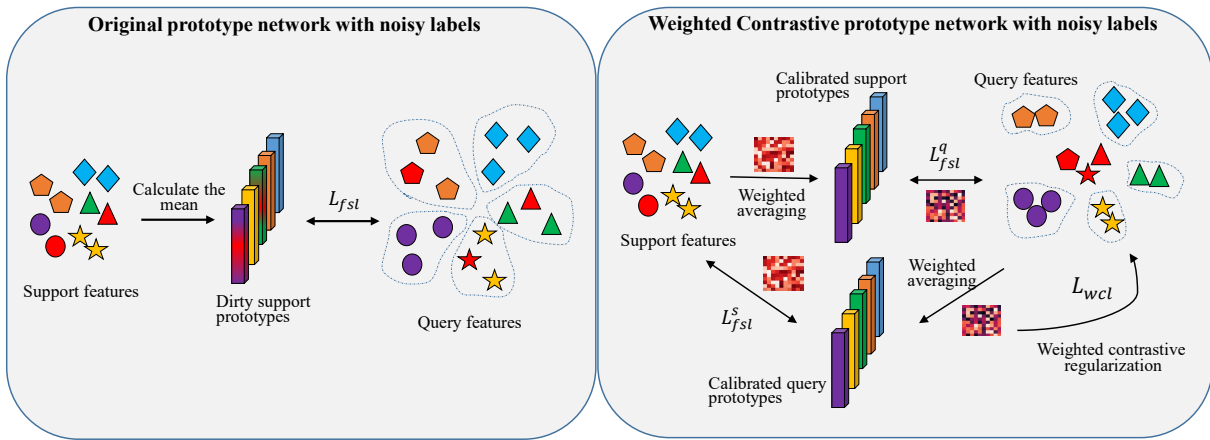 Original prototype network with noisy labels
Calculate the
mean
L_fsl
Support features
Dirty support
prototypes
Query features
Weighted Contrastive prototype network with noisy labels
Calibrated support
prototypes
Query features
Weighted
averaging
L^q_fsl
Support features
Weighted
averaging
L^s_fsl
L_wcl
Calibrated query
prototypes
Weighted contrastive
regularization